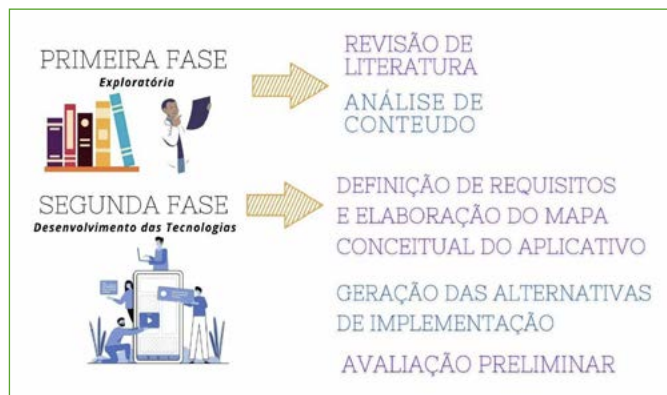 PRIMEIRA FASE
Exploratória
REVISÃO DE
LITERATURA
ANÁLISE DE
CONTEUDO
SEGUNDA FASE
Desenvolvimento das Tecnologias
DEFINIÇÃO DE REQUISITOS
E ELABORAÇÃO DO MAPA
CONCEITUAL DO APLICATIVO
GERAÇÃO DAS ALTERNATIVAS
DE IMPLEMENTAÇÃO
AVALIAÇÃO PRELIMINAR